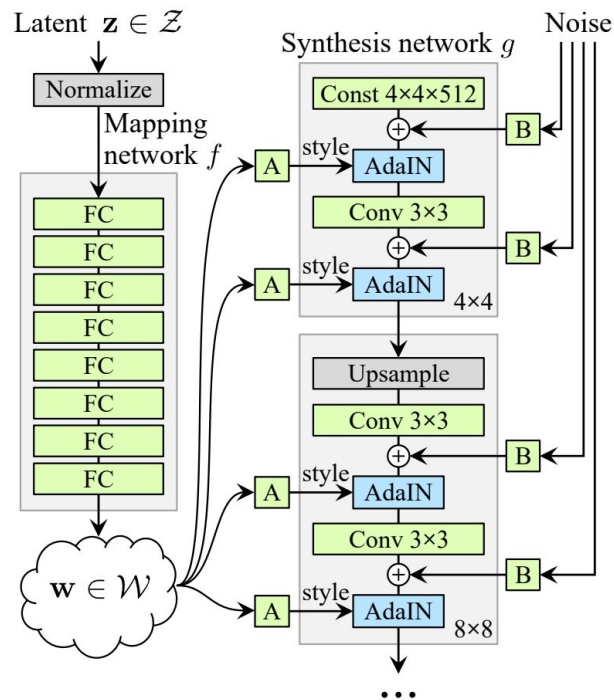 Latent z ∈ 𝒵
Normalize
Mapping
network f
FC
FC
FC
FC
FC
FC
FC
FC
w ∈ 𝒲
Synthesis network g
Noise
Const 4×4×512
+
B
A
style
AdaIN
Conv 3×3
+
B
A
style
AdaIN
4×4
Upsample
Conv 3×3
+
B
A
style
AdaIN
Conv 3×3
+
B
A
style
AdaIN
8×8
...